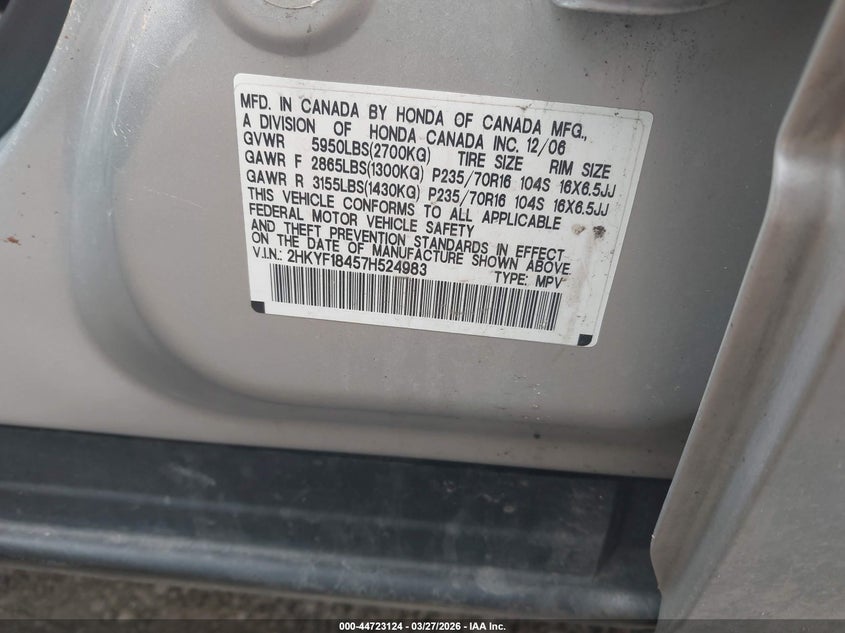 MFD. IN CANADA BY HONDA OF CANADA MFG.,
A DIVISION OF HONDA CANADA INC. 12/06
GVWR 5950LBS(2700KG) TIRE SIZE RIM SIZE
GAWR F 2865LBS(1300KG) P235/70R16 104S 16X6.5JJ
GAWR R 3155LBS(1430KG) P235/70R16 104S 16X6.5JJ
THIS VEHICLE CONFORMS TO ALL APPLICABLE
FEDERAL MOTOR VEHICLE SAFETY
AND THEFT PREVENTION STANDARDS IN EFFECT
ON THE DATE OF MANUFACTURE SHOWN ABOVE.
V.I.N.: 2HKYF18457H524983 TYPE: MPV
000-44723124 | 03/27/2026 - IAA Inc.